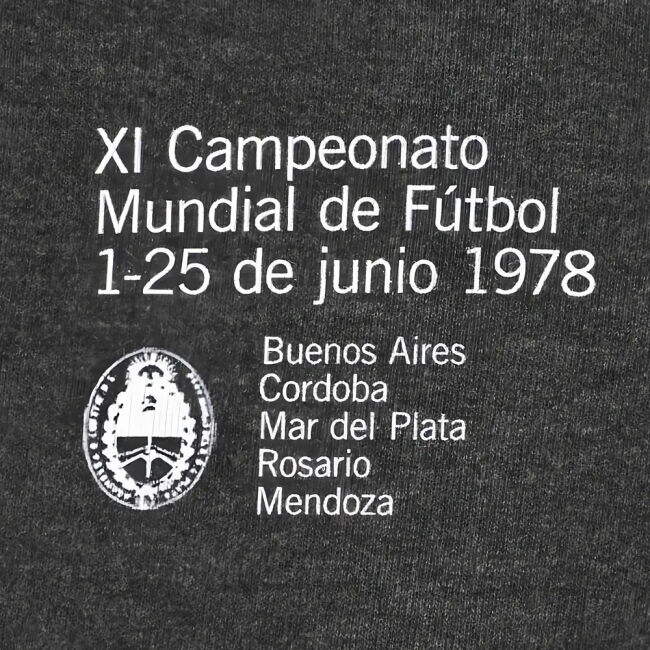 XI Campeonato
Mundial de Fútbol
1-25 de junio 1978
Buenos Aires
Cordoba
Mar del Plata
Rosario
Mendoza